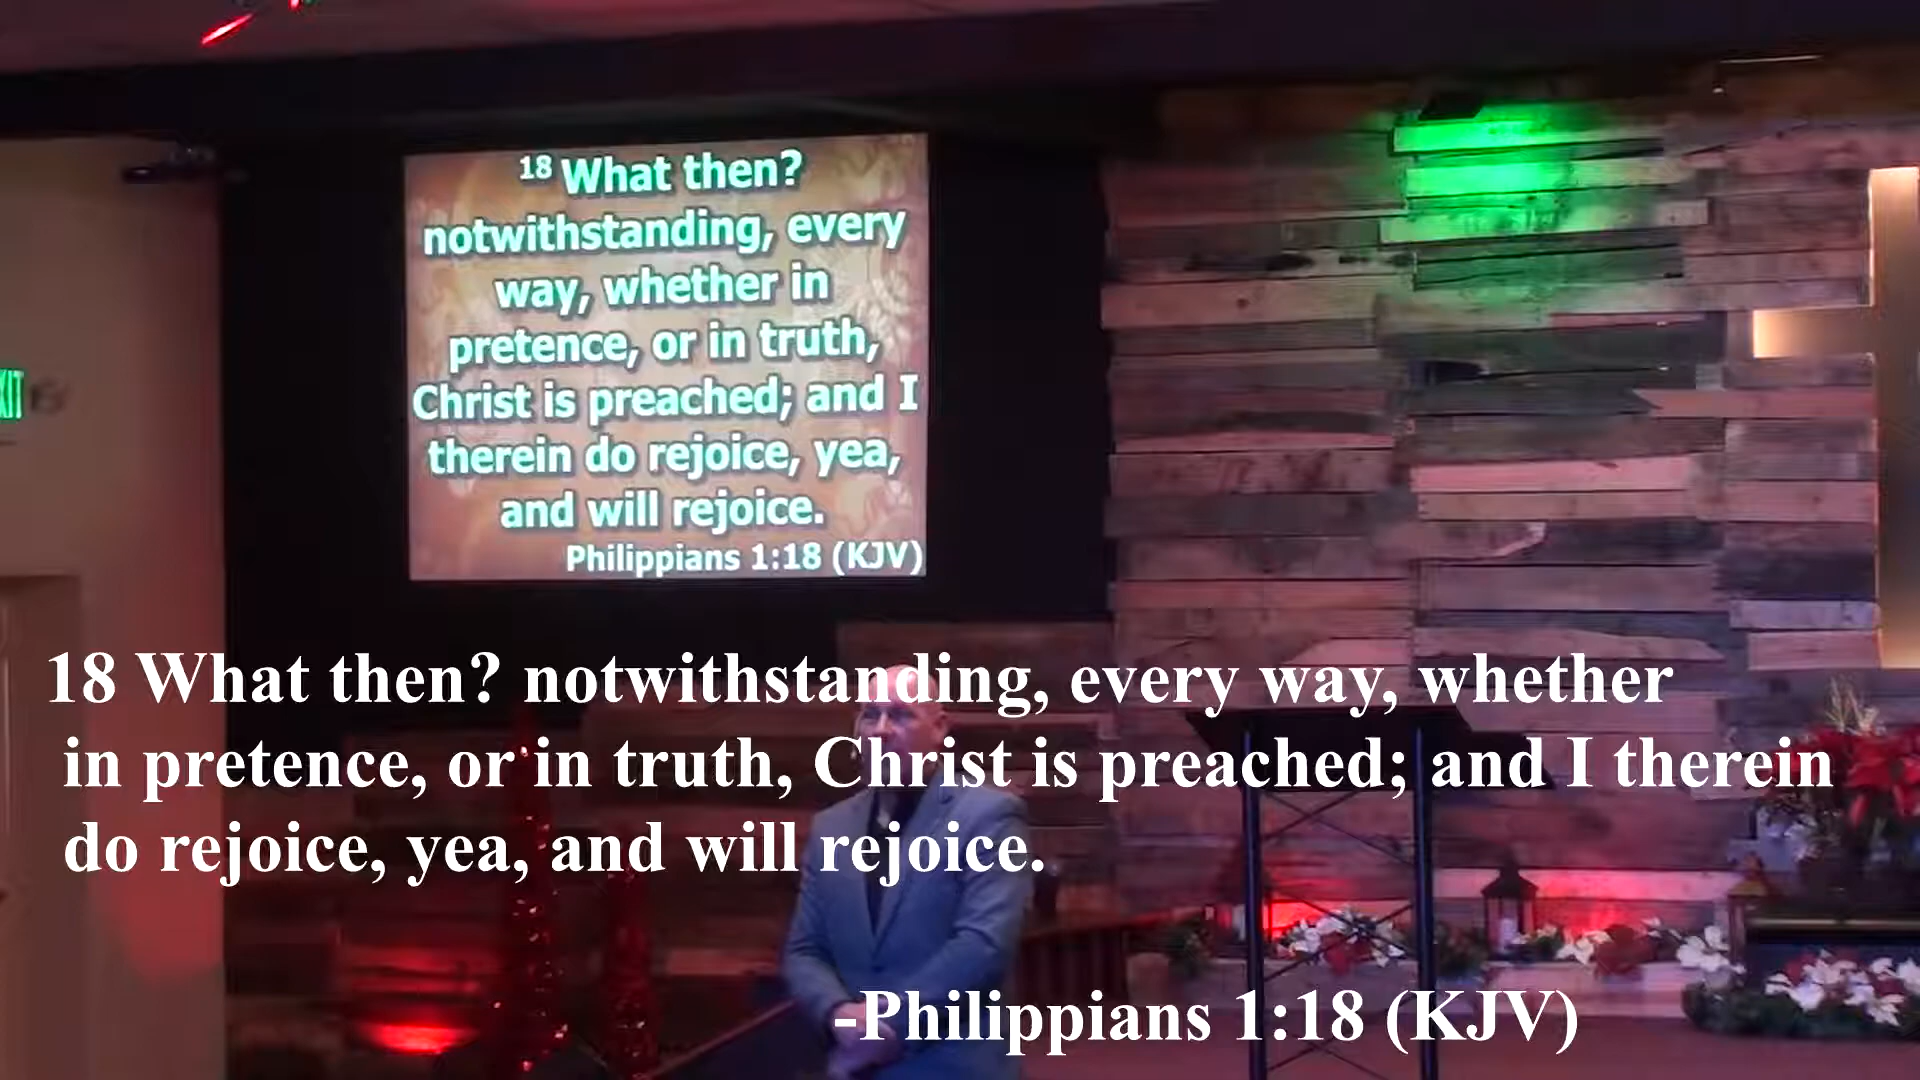 18 What then?
notwithstanding, every
way, whether in
pretence, or in truth,
Christ is preached; and I
therein do rejoice, yea,
and will rejoice.
Philippians 1:18 (KJV)
XIT
18 What then? notwithstanding, every way, whether
in pretence, or in truth, Christ is preached; and I therein
do rejoice, yea, and will rejoice.
-Philippians 1:18 (KJV)